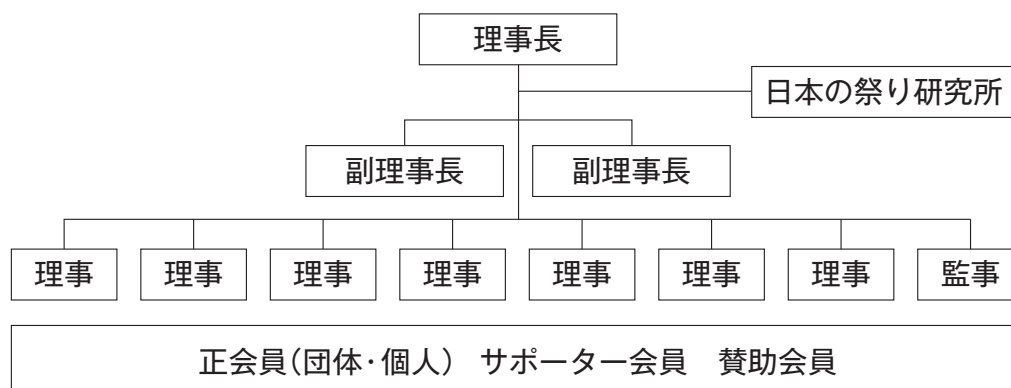 理事長
日本の祭り研究所
副理事長 副理事長
理事 理事 理事 理事 理事 理事 理事 監事
正会員(団体・個人) サポーター会員 賛助会員